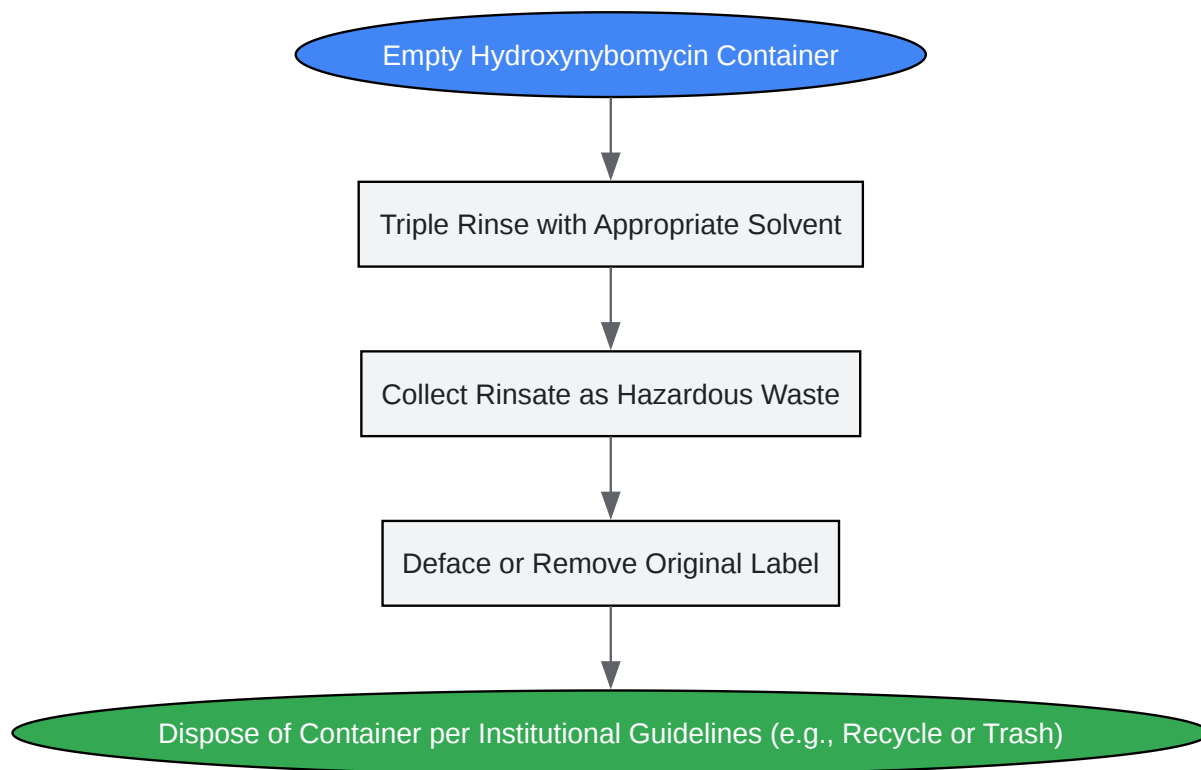 Empty Hydroxynybomycin Container
Triple Rinse with Appropriate Solvent
Collect Rinsate as Hazardous Waste
Deface or Remove Original Label
Dispose of Container per Institutional Guidelines (e.g., Recycle or Trash)